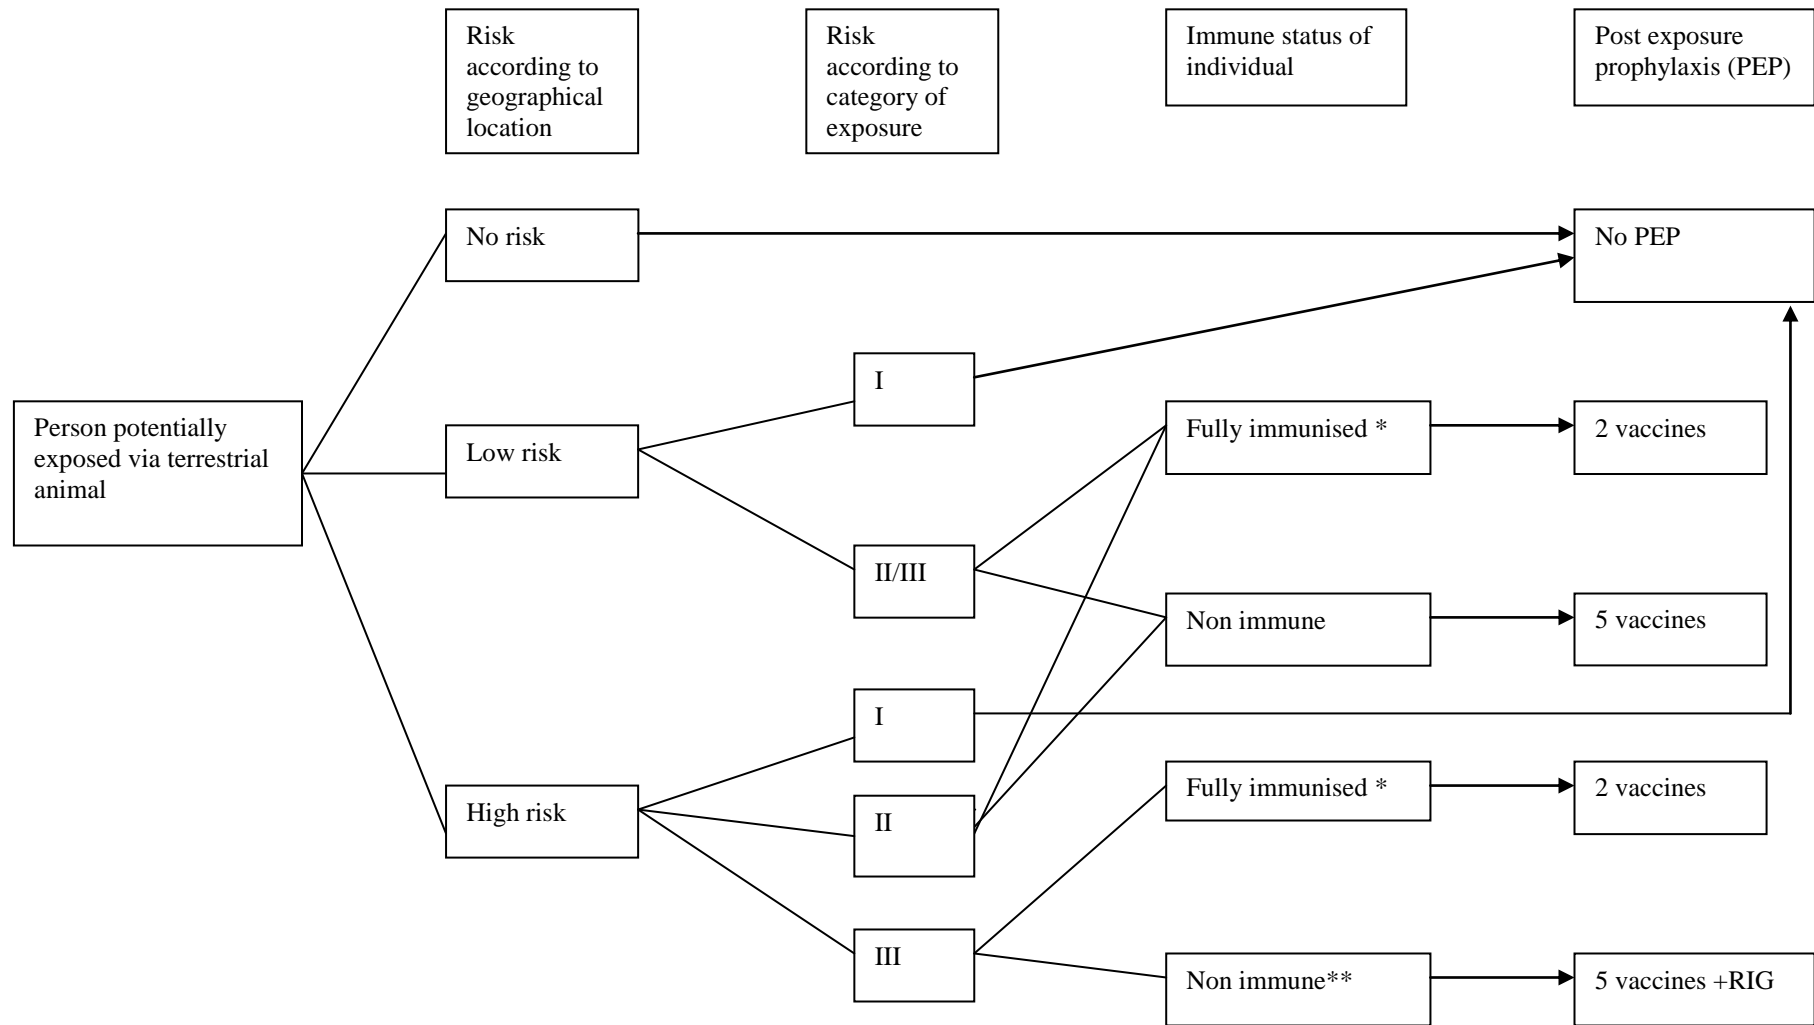 Risk
according to
geographical
location
Risk
according to
category of
exposure
Immune status of
individual
Post exposure
prophylaxis (PEP)
No risk
No PEP
I
Person potentially
exposed via terrestrial
animal
Low risk
Fully immunised *
2 vaccines
II/III
Non immune
5 vaccines
I
High risk
II
Fully immunised *
2 vaccines
III
Non immune**
5 vaccines +RIG